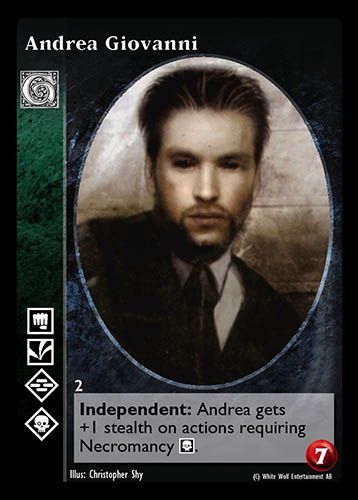 Andrea Giovanni
2
Independent: Andrea gets
+1 stealth on actions requiring
Necromancy .
7
Illus: Christopher Shy
(C) White Wolf Entertainment AB